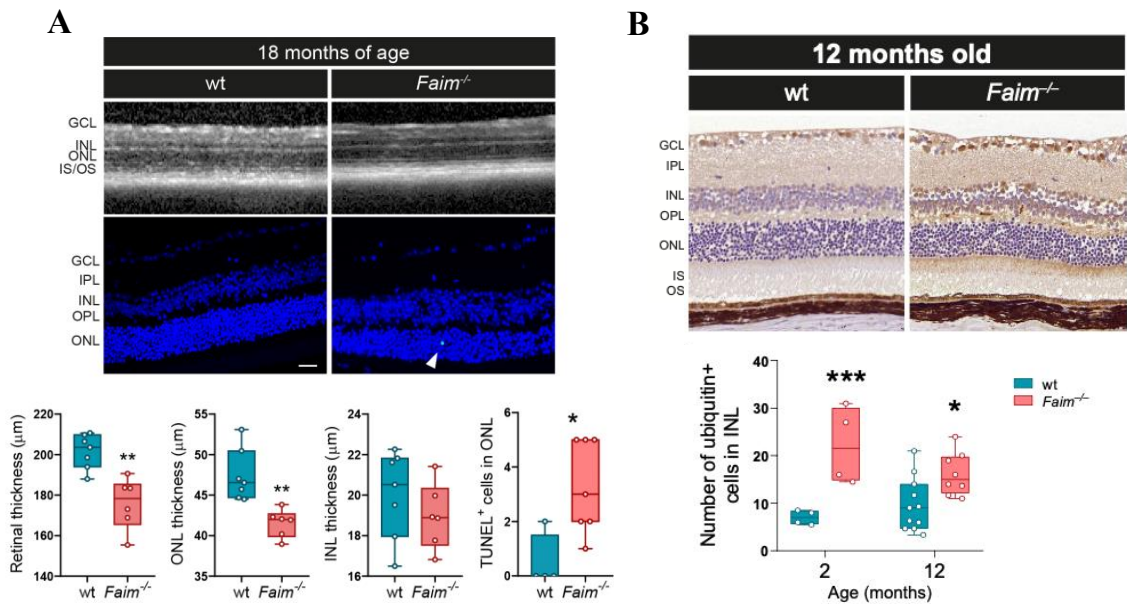 A
18 months of age
wt
Faim-/-
GCL
INL
ONL
IS/OS
GCL
IPL
INL
OPL
ONL
Retinal thickness (μm)
220
200
180
160
140
**
wt
Faim-/-
ONL thickness (μm)
55
50
45
40
35
**
wt
Faim-/-
INL thickness (μm)
24
22
20
18
16
wt
Faim-/-
TUNEL+ cells in ONL
6
4
2
0
*
wt
Faim-/-
B
12 months old
wt
Faim–/–
GCL
IPL
INL
OPL
ONL
IS
OS
Number of ubiquitin+
cells in INL
40
30
20
10
0
***
*
2
12
Age (months)
wt
Faim–/–